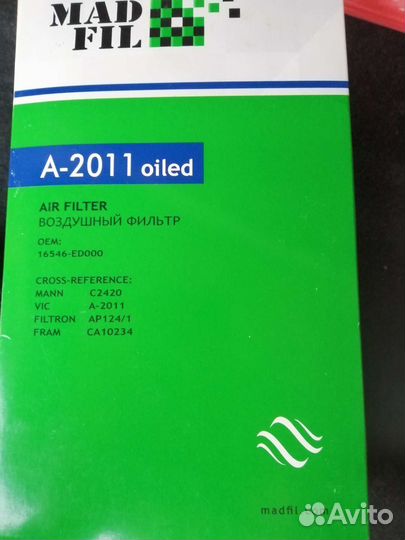 MAD
FIL
A-2011 oiled
AIR FILTER
ВОЗДУШНЫЙ ФИЛЬТР
OEM:
16546-ED000
CROSS-REFERENCE:
MANN C2420
VIC A-2011
FILTRON AP124/1
FRAM CA10234
madfil.com
Avito